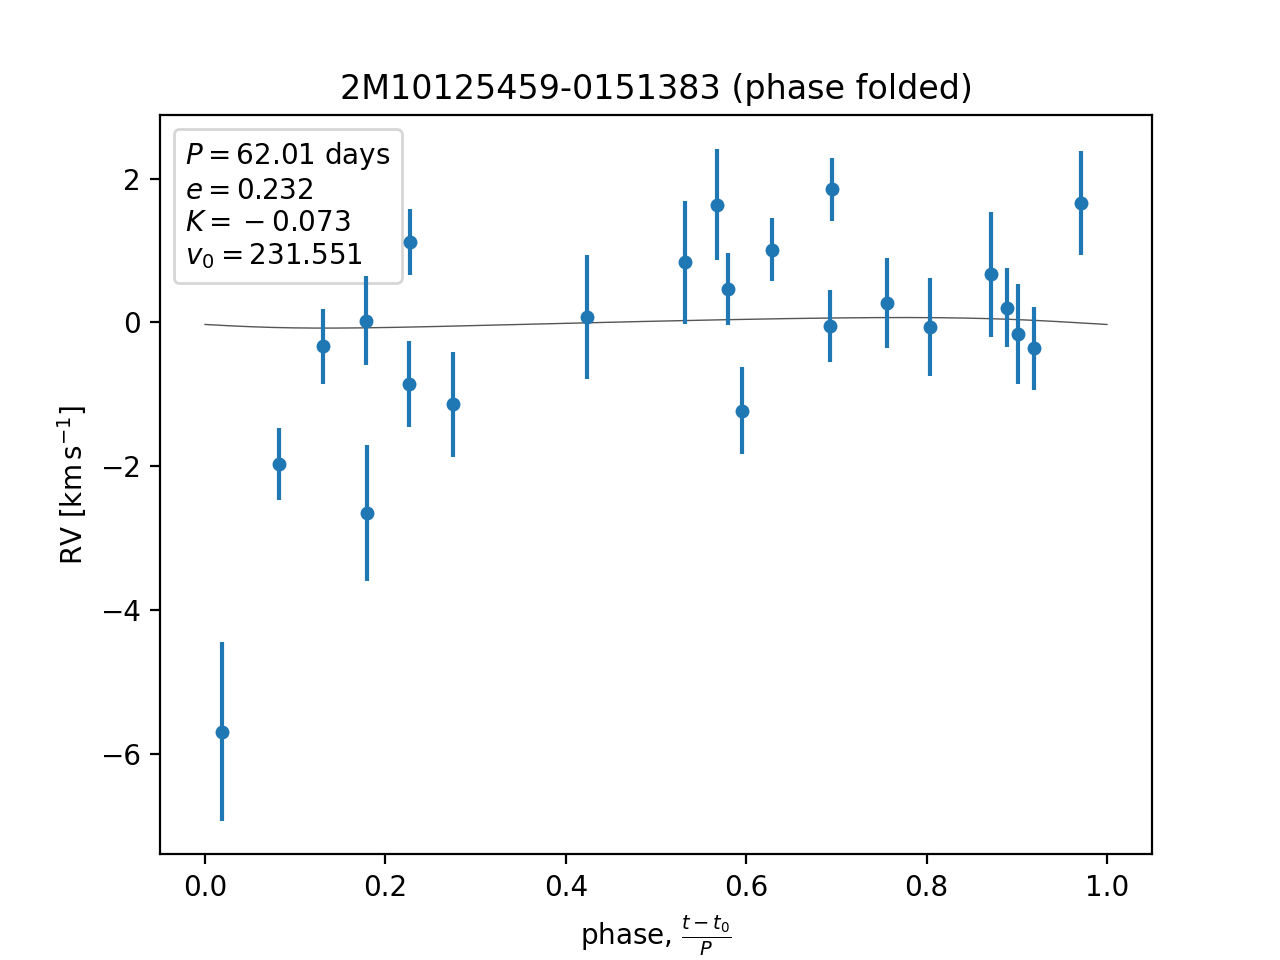 2M10125459-0151383 (phase folded)
P = 62.01 days
e = 0.232
K = −0.073
v₀ = 231.551
2
0
−2
−4
−6
RV [km s⁻¹]
0.0 0.2 0.4 0.6 0.8 1.0
phase, (t − t₀)/P